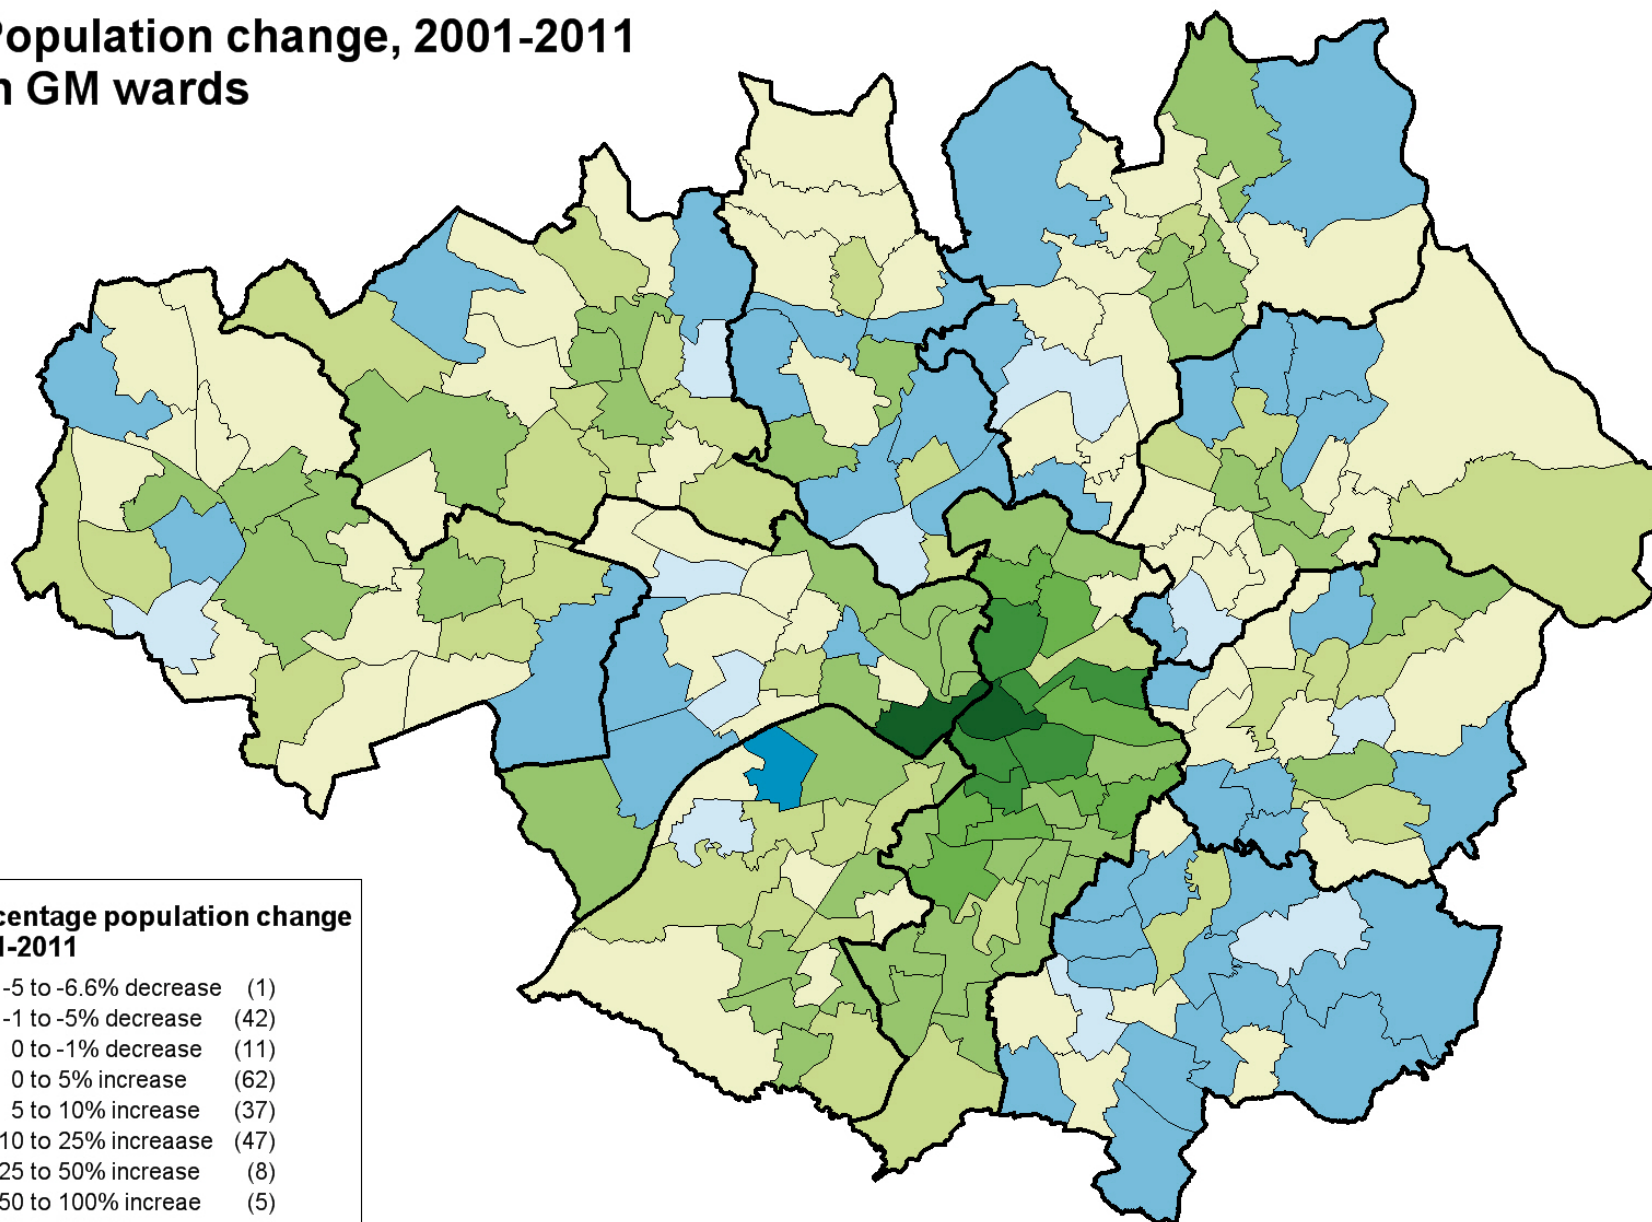 Population change, 2001-2011
n GM wards
centage population change
1-2011
-5 to -6.6% decrease (1)
-1 to -5% decrease (42)
0 to -1% decrease (11)
0 to 5% increase (62)
5 to 10% increase (37)
10 to 25% increaase (47)
25 to 50% increase (8)
50 to 100% increae (5)